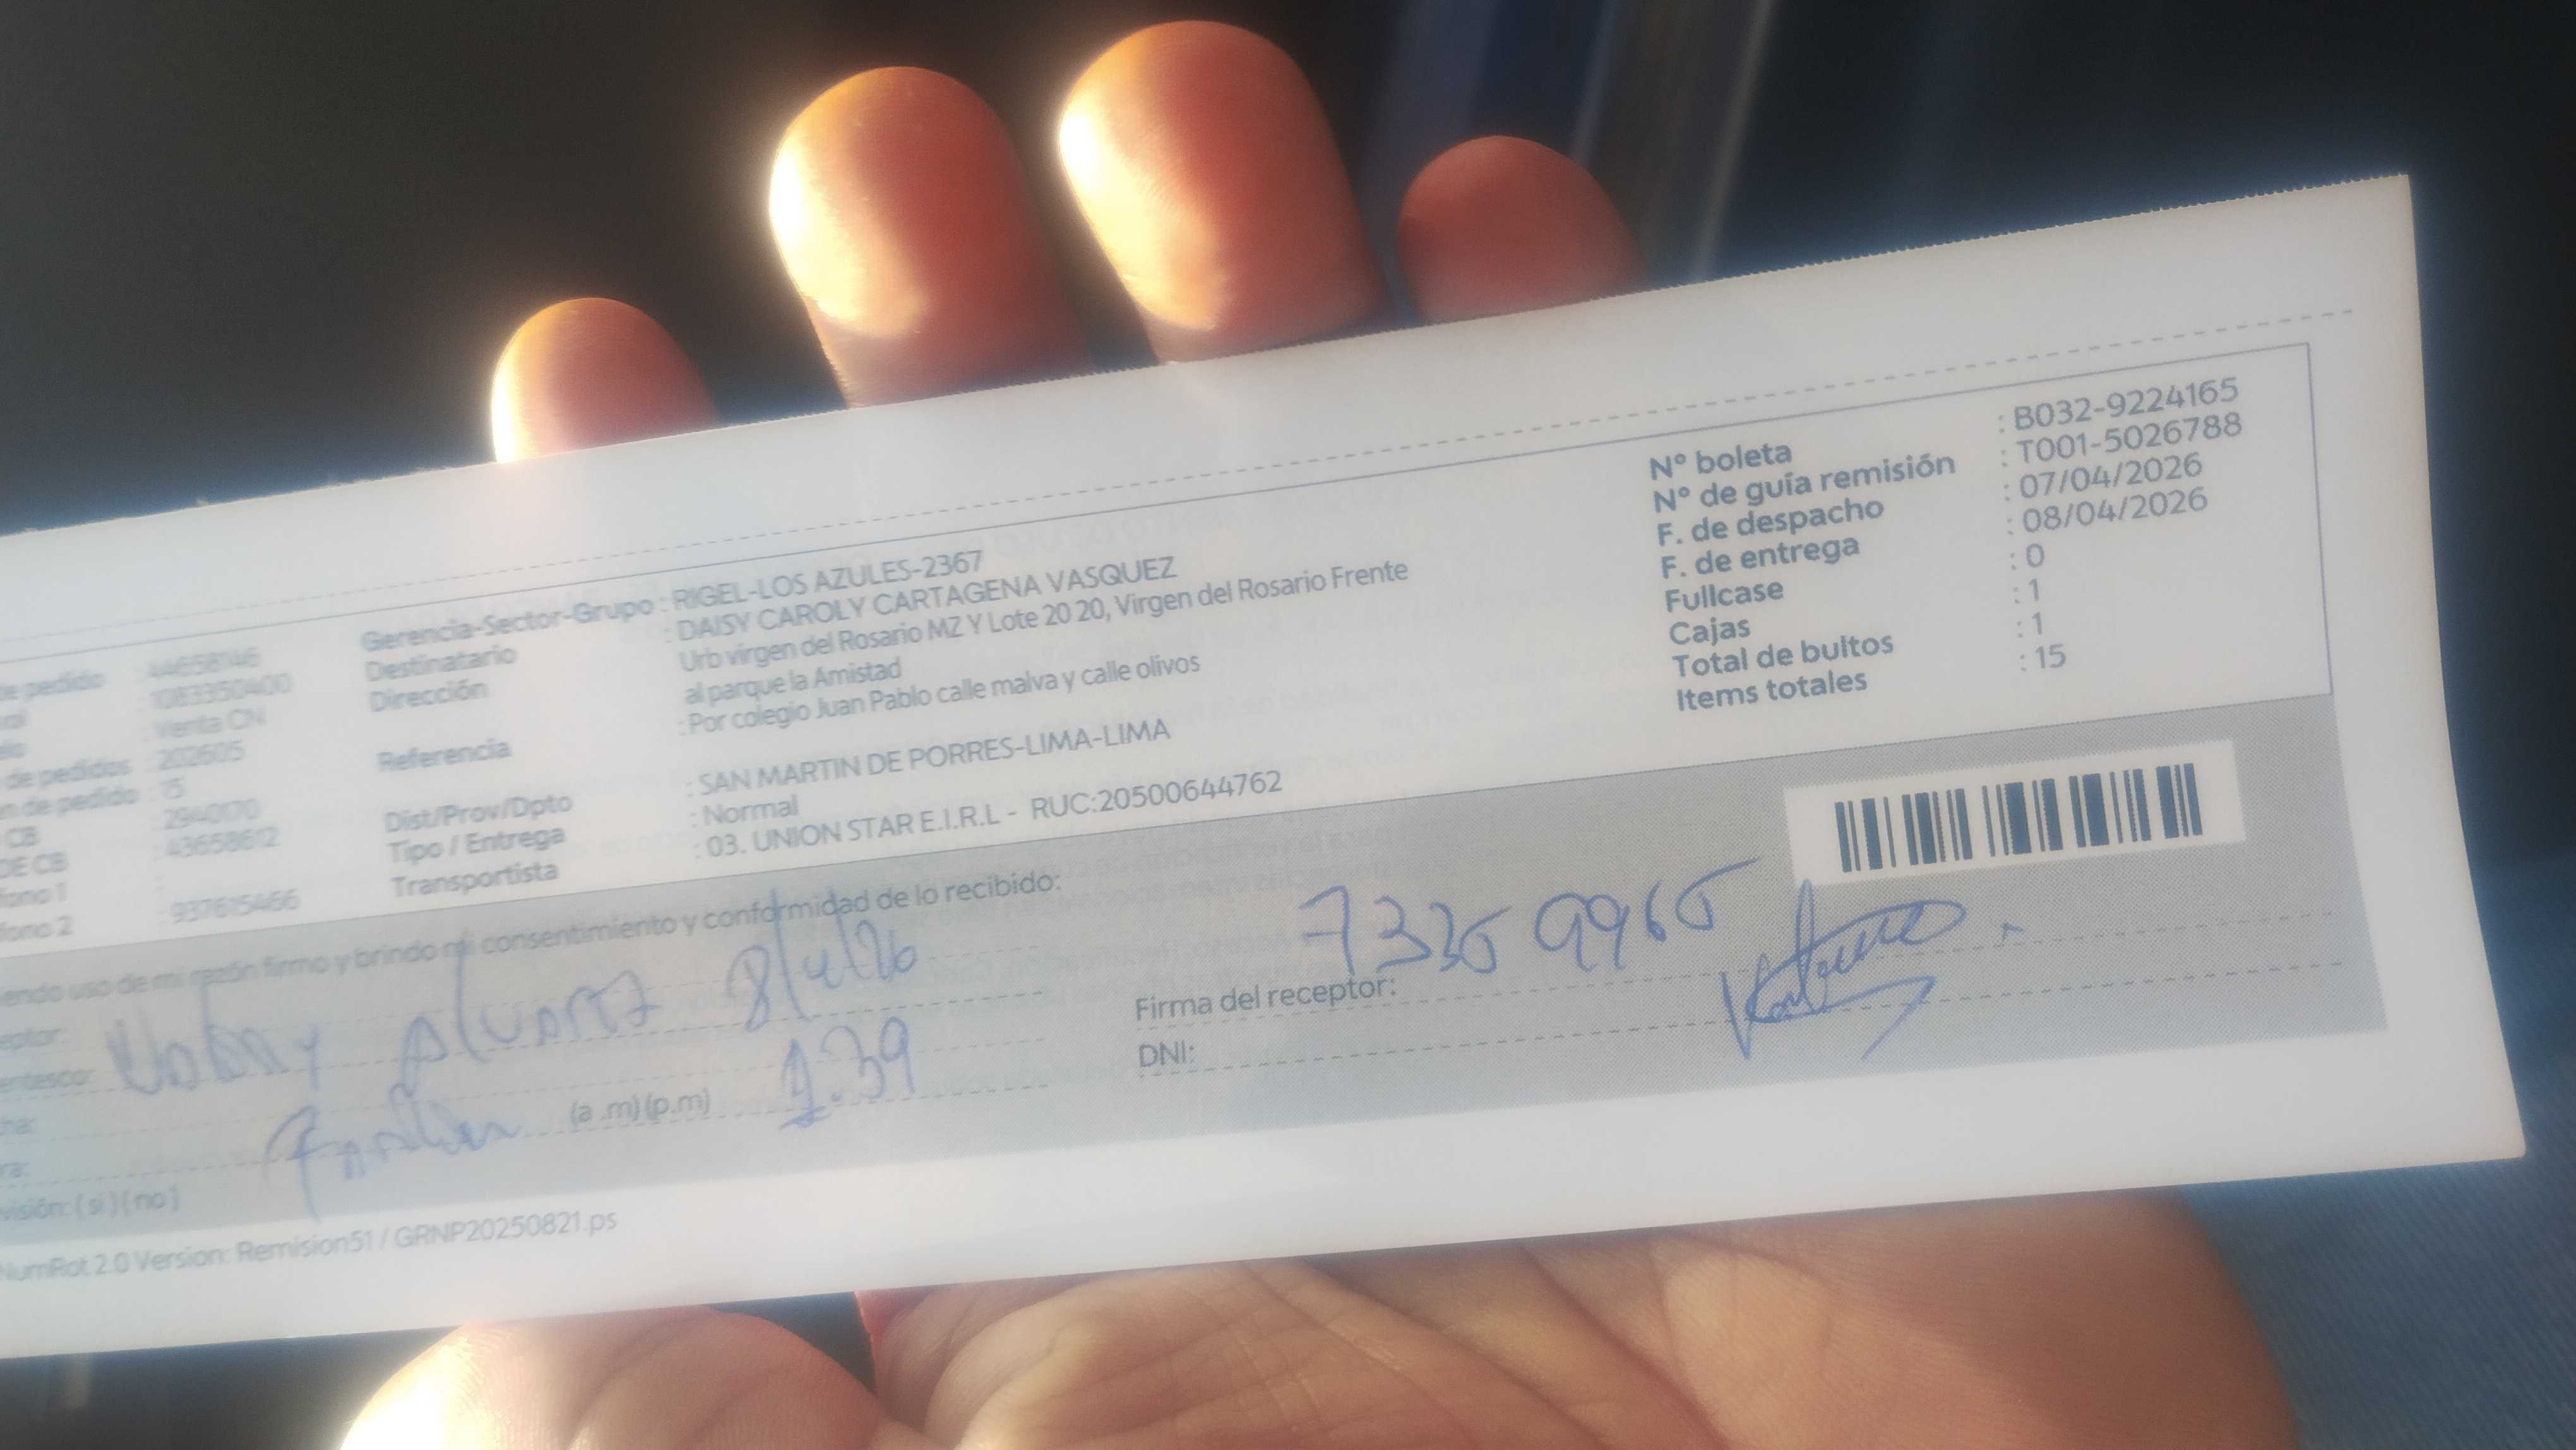 Nº boleta : B032-9224165
Nº de guía remisión : T001-5026788
F. de despacho : 07/04/2026
F. de entrega : 08/04/2026
Fullcase : 0
Cajas : 1
Total de bultos : 1
Items totales : 15
Gerencia-Sector-Grupo : RIGEL-LOS AZULES-2367
Destinatario : DAISY CAROLY CARTAGENA VASQUEZ
Dirección Urb virgen del Rosario MZ Y Lote 20 20, Virgen del Rosario Frente
al parque la Amistad
Referencia : Por colegio Juan Pablo calle malva y calle olivos
Dist/Prov/Dpto : SAN MARTIN DE PORRES-LIMA-LIMA
Tipo / Entrega : Normal
Transportista : 03. UNION STAR E.I.R.L - RUC:20500644762
de pedido 44658146
1083350400
Venta CN
de pedidos 202605
de pedido : 15
CB 2940170
DE CB 43658612
fono 1 :
fono 2 : 937615466
endo uso de mi razón firmo y brindo mi consentimiento y conformidad de lo recibido:
8/4/26
(a .m) (p.m) 1:39
visión: ( si ) ( no )
Firma del receptor:
DNI:
NumRot 2.0 Version: Remision51 / GRNP20250821.ps